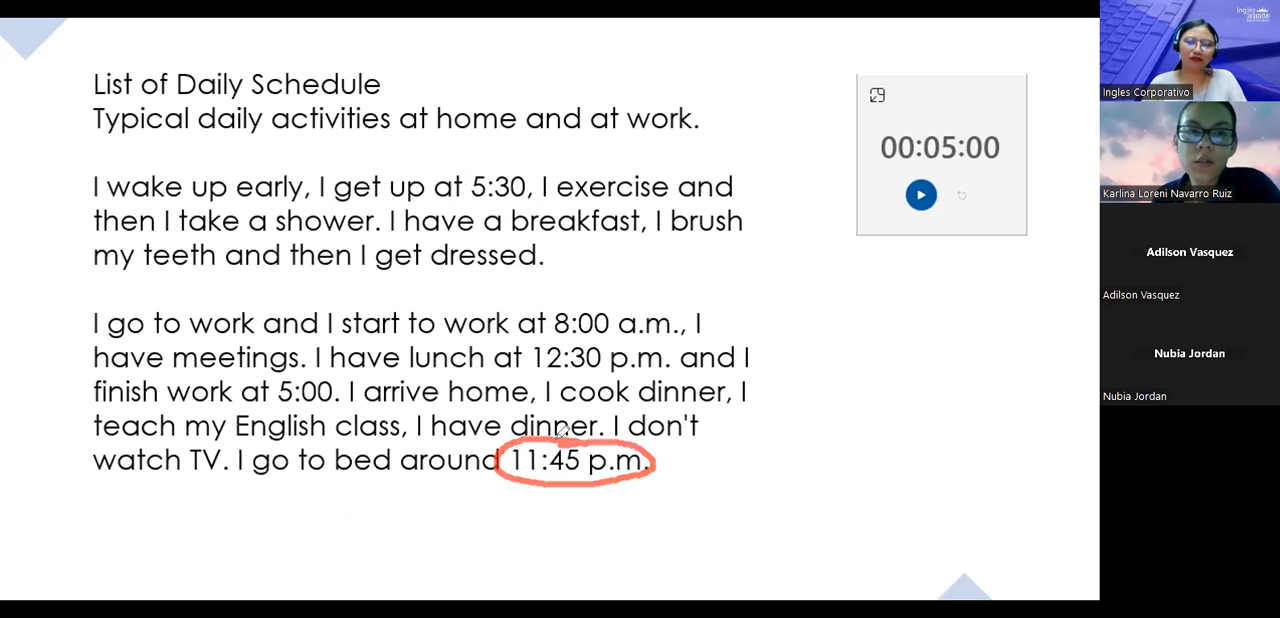 List of Daily Schedule
Typical daily activities at home and at work.
I wake up early, I get up at 5:30, I exercise and
then I take a shower. I have a breakfast, I brush
my teeth and then I get dressed.
I go to work and I start to work at 8:00 a.m., I
have meetings. I have lunch at 12:30 p.m. and I
finish work at 5:00. I arrive home, I cook dinner, I
teach my English class, I have dinner. I don't
watch TV. I go to bed around 11:45 p.m.
00:05:00
Ingles Corporativo
Karlina Loreni Navarro Ruiz
Adilson Vasquez
Adilson Vasquez
Nubia Jordan
Nubia Jordan